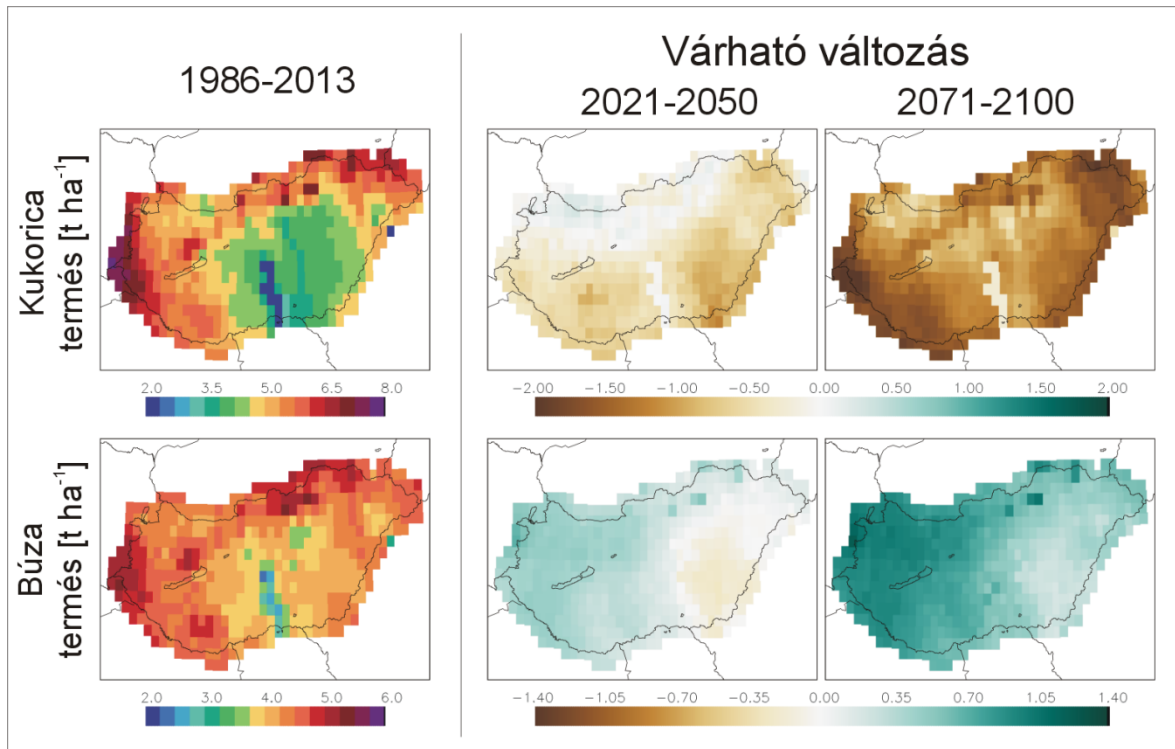 1986-2013
Várható változás
2021-2050
2071-2100
Kukorica
termés [t ha⁻¹]
2.0 3.5 5.0 6.5 8.0
−2.00 −1.50 −1.00 −0.50 0.00 0.50 1.00 1.50 2.00
Búza
termés [t ha⁻¹]
2.0 3.0 4.0 5.0 6.0
−1.40 −1.05 −0.70 −0.35 0.00 0.35 0.70 1.05 1.40